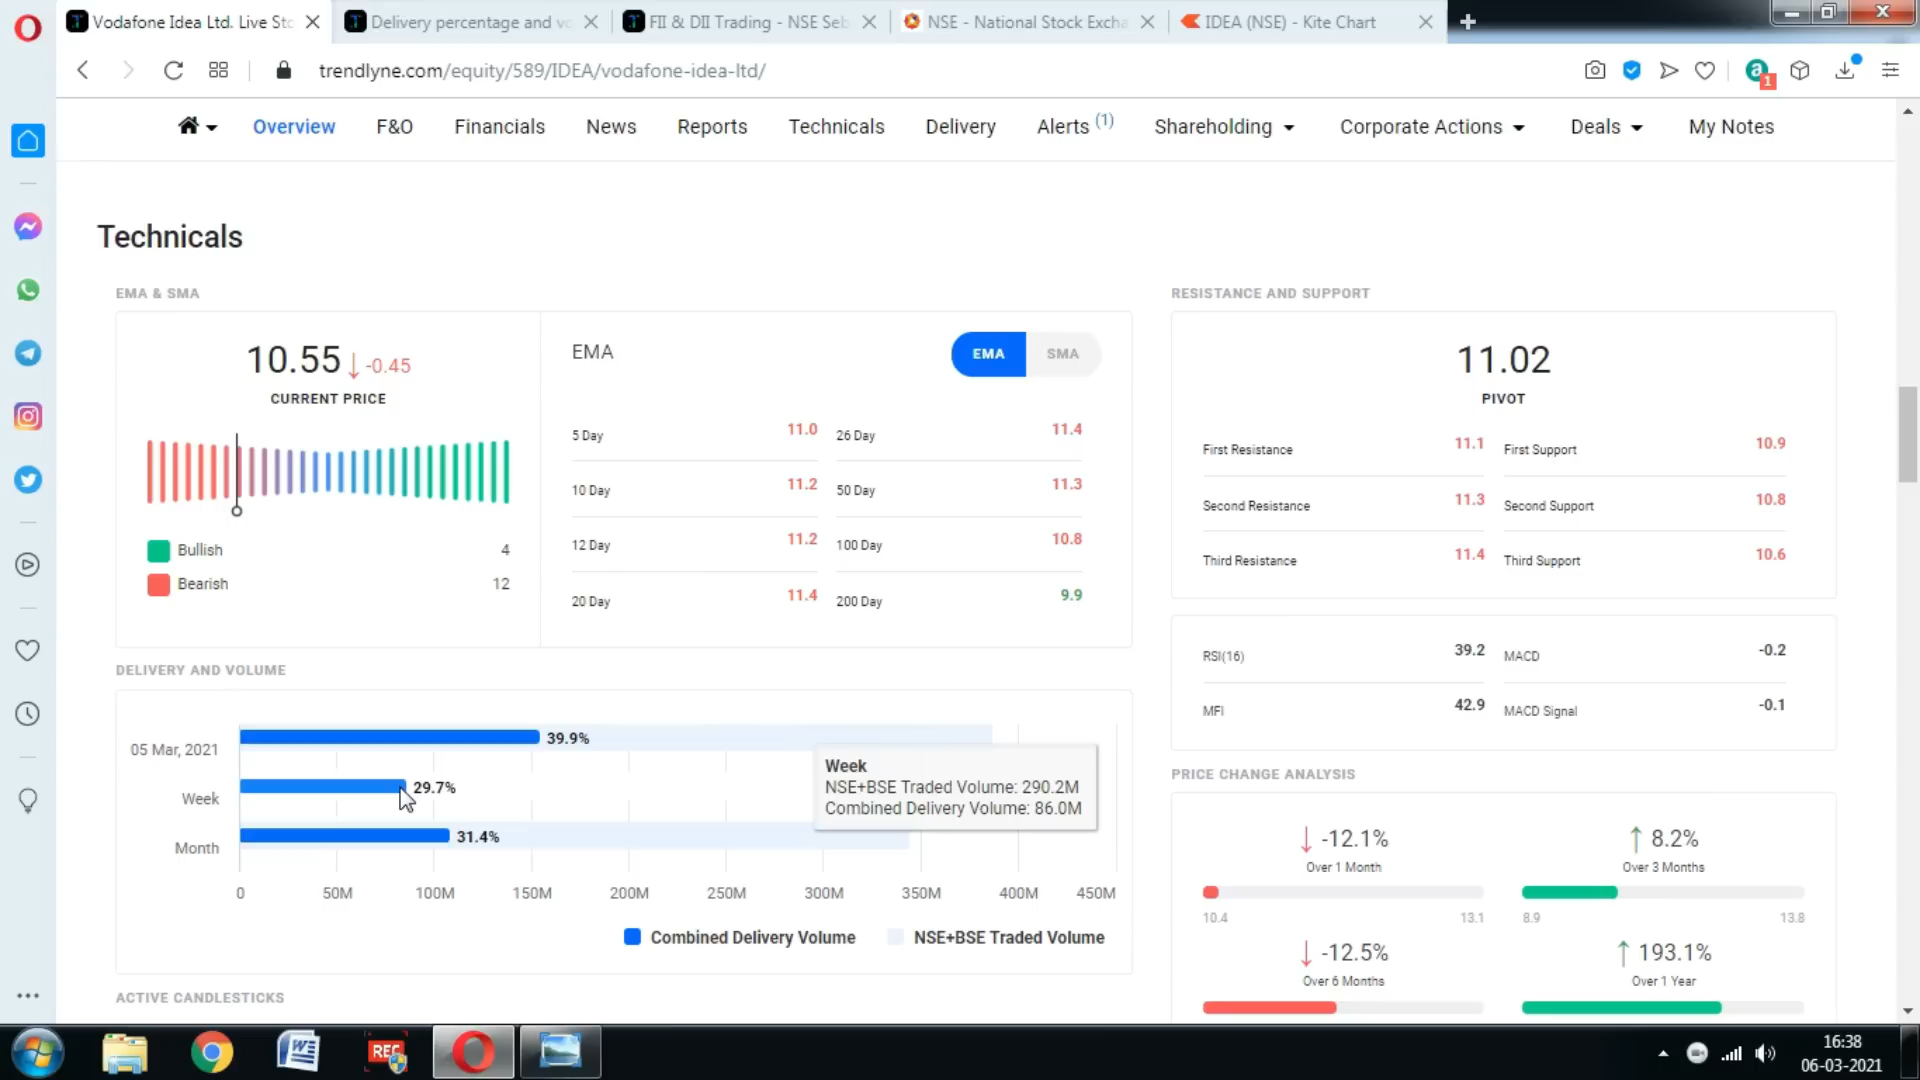 Vodafone Idea Ltd. Live Sto
Delivery percentage and vo
FII & DII Trading - NSE Seb
NSE - National Stock Excha
IDEA (NSE) - Kite Chart
trendlyne.com/equity/589/IDEA/vodafone-idea-ltd/
1
Overview F&O Financials News Reports Technicals Delivery Alerts (1) Shareholding Corporate Actions Deals My Notes
Technicals
EMA & SMA
10.55 -0.45
CURRENT PRICE
Bullish 4
Bearish 12
EMA
EMA SMA
5 Day 11.0 26 Day 11.4
10 Day 11.2 50 Day 11.3
12 Day 11.2 100 Day 10.8
20 Day 11.4 200 Day 9.9
RESISTANCE AND SUPPORT
11.02
PIVOT
First Resistance 11.1 First Support 10.9
Second Resistance 11.3 Second Support 10.8
Third Resistance 11.4 Third Support 10.6
RSI(16) 39.2 MACD -0.2
MFI 42.9 MACD Signal -0.1
DELIVERY AND VOLUME
05 Mar, 2021 39.9%
Week 29.7%
Month 31.4%
Week
NSE+BSE Traded Volume: 290.2M
Combined Delivery Volume: 86.0M
0 50M 100M 150M 200M 250M 300M 350M 400M 450M
Combined Delivery Volume NSE+BSE Traded Volume
PRICE CHANGE ANALYSIS
-12.1% 8.2%
Over 1 Month Over 3 Months
10.4 13.1 8.9 13.8
-12.5% 193.1%
Over 6 Months Over 1 Year
ACTIVE CANDLESTICKS
REC
16:38
06-03-2021